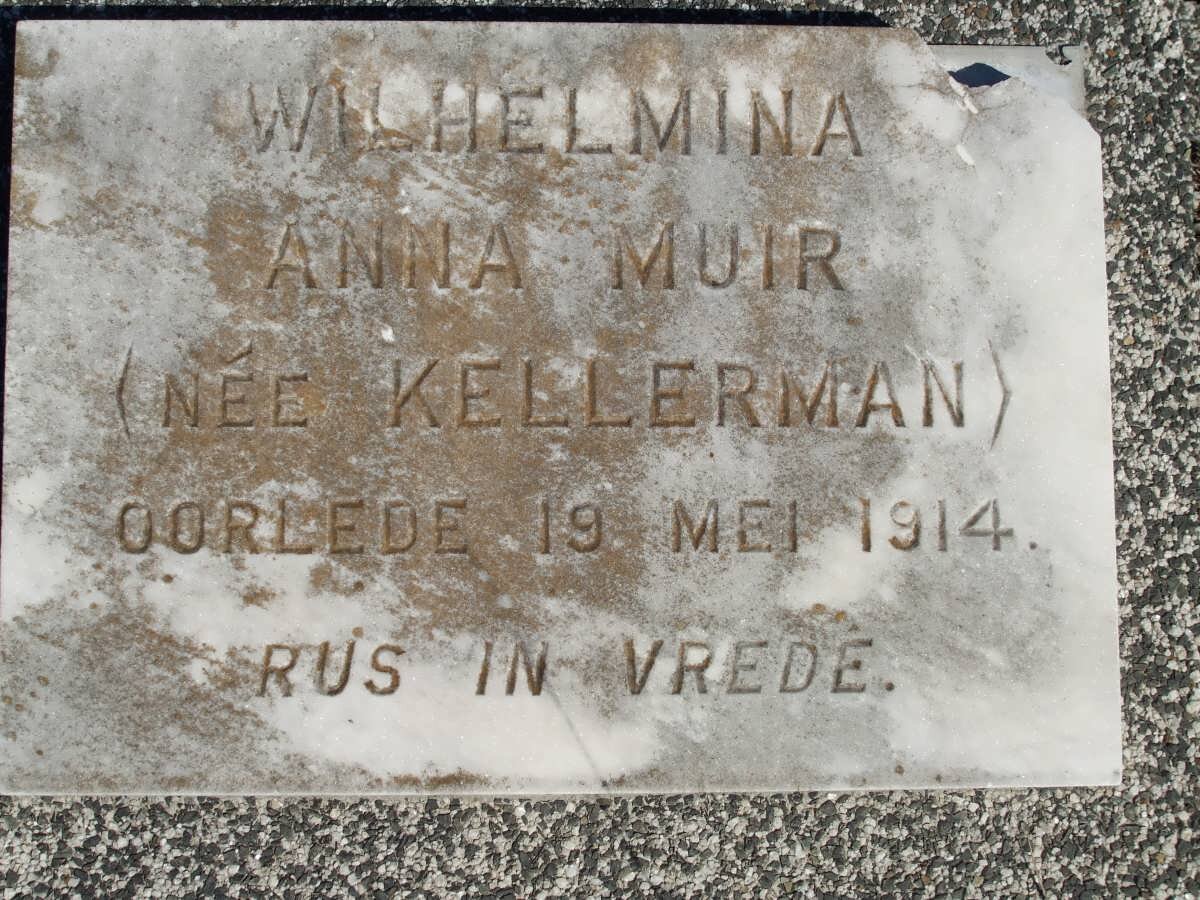 WILHELMINA
ANNA MUIR
(NÉE KELLERMAN)
OORLEDE 19 MEI 1914.
RUS IN VREDE.